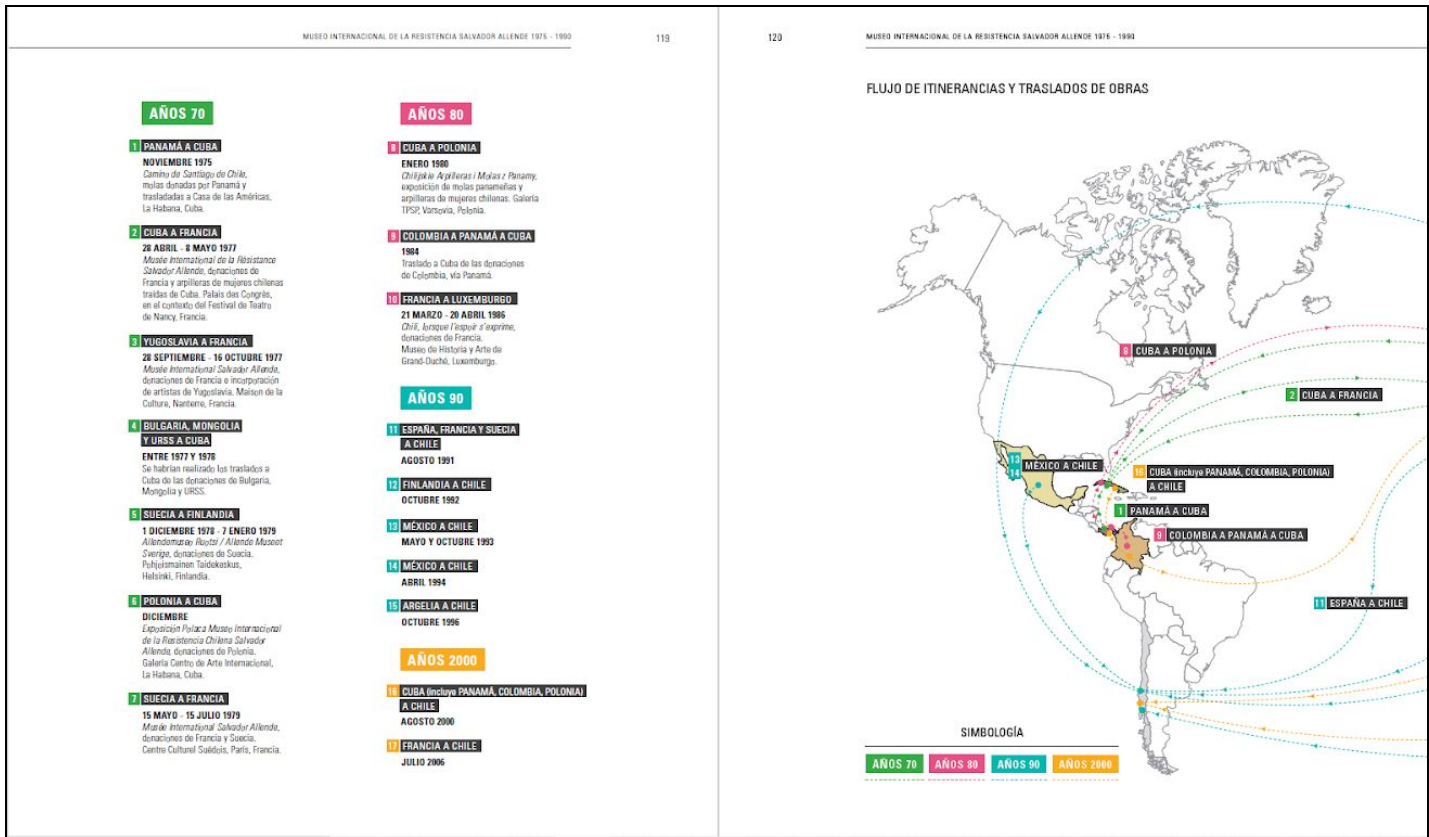 MUSEO INTERNACIONAL DE LA RESISTENCIA SALVADOR ALLENDE 1975 - 1990
119
AÑOS 70
1 PANAMÁ A CUBA
NOVIEMBRE 1975
Camino de Santiago de Chile,
molas donadas por Panamá y
trasladadas a Casa de las Américas,
La Habana, Cuba.
2 CUBA A FRANCIA
28 ABRIL - 8 MAYO 1977
Musée International de la Résistance
Salvador Allende, donaciones de
Francia y arpilleras de mujeres chilenas
traídas de Cuba. Palais des Congrès,
en el contexto del Festival de Teatro
de Nancy, Francia.
3 YUGOSLAVIA A FRANCIA
28 SEPTIEMBRE - 16 OCTUBRE 1977
Musée International Salvador Allende,
donaciones de Francia e incorporación
de artistas de Yugoslavia. Maison de la
Culture, Nanterre, Francia.
4 BULGARIA, MONGOLIA
Y URSS A CUBA
ENTRE 1977 Y 1978
Se habrían realizado los traslados a
Cuba de las donaciones de Bulgaria,
Mongolia y URSS.
5 SUECIA A FINLANDIA
1 DICIEMBRE 1978 - 7 ENERO 1979
Allendemuseo Ruotsi / Allende Museet
Sverige, donaciones de Suecia.
Pohjoismainen Taidekeskus,
Helsinki, Finlandia.
6 POLONIA A CUBA
DICIEMBRE
Exposición Polaca Museo Internacional
de la Resistencia Chilena Salvador
Allende, donaciones de Polonia.
Galería Centro de Arte Internacional,
La Habana, Cuba.
7 SUECIA A FRANCIA
15 MAYO - 15 JULIO 1979
Musée International Salvador Allende,
donaciones de Francia y Suecia.
Centre Culturel Suédois, París, Francia.
AÑOS 80
8 CUBA A POLONIA
ENERO 1980
Chilijskie Arpilleras i Molas z Panamy,
exposición de molas panameñas y
arpilleras de mujeres chilenas. Galería
TPSP, Varsovia, Polonia.
9 COLOMBIA A PANAMÁ A CUBA
1984
Traslado a Cuba de las donaciones
de Colombia, vía Panamá.
10 FRANCIA A LUXEMBURGO
21 MARZO - 20 ABRIL 1986
Chili, lorsque l'espoir s'exprime,
donaciones de Francia.
Museo de Historia y Arte de
Grand-Duché, Luxemburgo.
AÑOS 90
11 ESPAÑA, FRANCIA Y SUECIA
A CHILE
AGOSTO 1991
12 FINLANDIA A CHILE
OCTUBRE 1992
13 MÉXICO A CHILE
MAYO Y OCTUBRE 1993
14 MÉXICO A CHILE
ABRIL 1994
15 ARGELIA A CHILE
OCTUBRE 1996
AÑOS 2000
16 CUBA (incluye PANAMÁ, COLOMBIA, POLONIA)
A CHILE
AGOSTO 2000
17 FRANCIA A CHILE
JULIO 2006
120
MUSEO INTERNACIONAL DE LA RESISTENCIA SALVADOR ALLENDE 1975 - 1990
FLUJO DE ITINERANCIAS Y TRASLADOS DE OBRAS
9 CUBA A POLONIA
2 CUBA A FRANCIA
13
14 MÉXICO A CHILE
16 CUBA (incluye PANAMÁ, COLOMBIA, POLONIA)
A CHILE
1 PANAMÁ A CUBA
9 COLOMBIA A PANAMÁ A CUBA
11 ESPAÑA A CHILE
SIMBOLOGÍA
AÑOS 70 AÑOS 80 AÑOS 90 AÑOS 2000